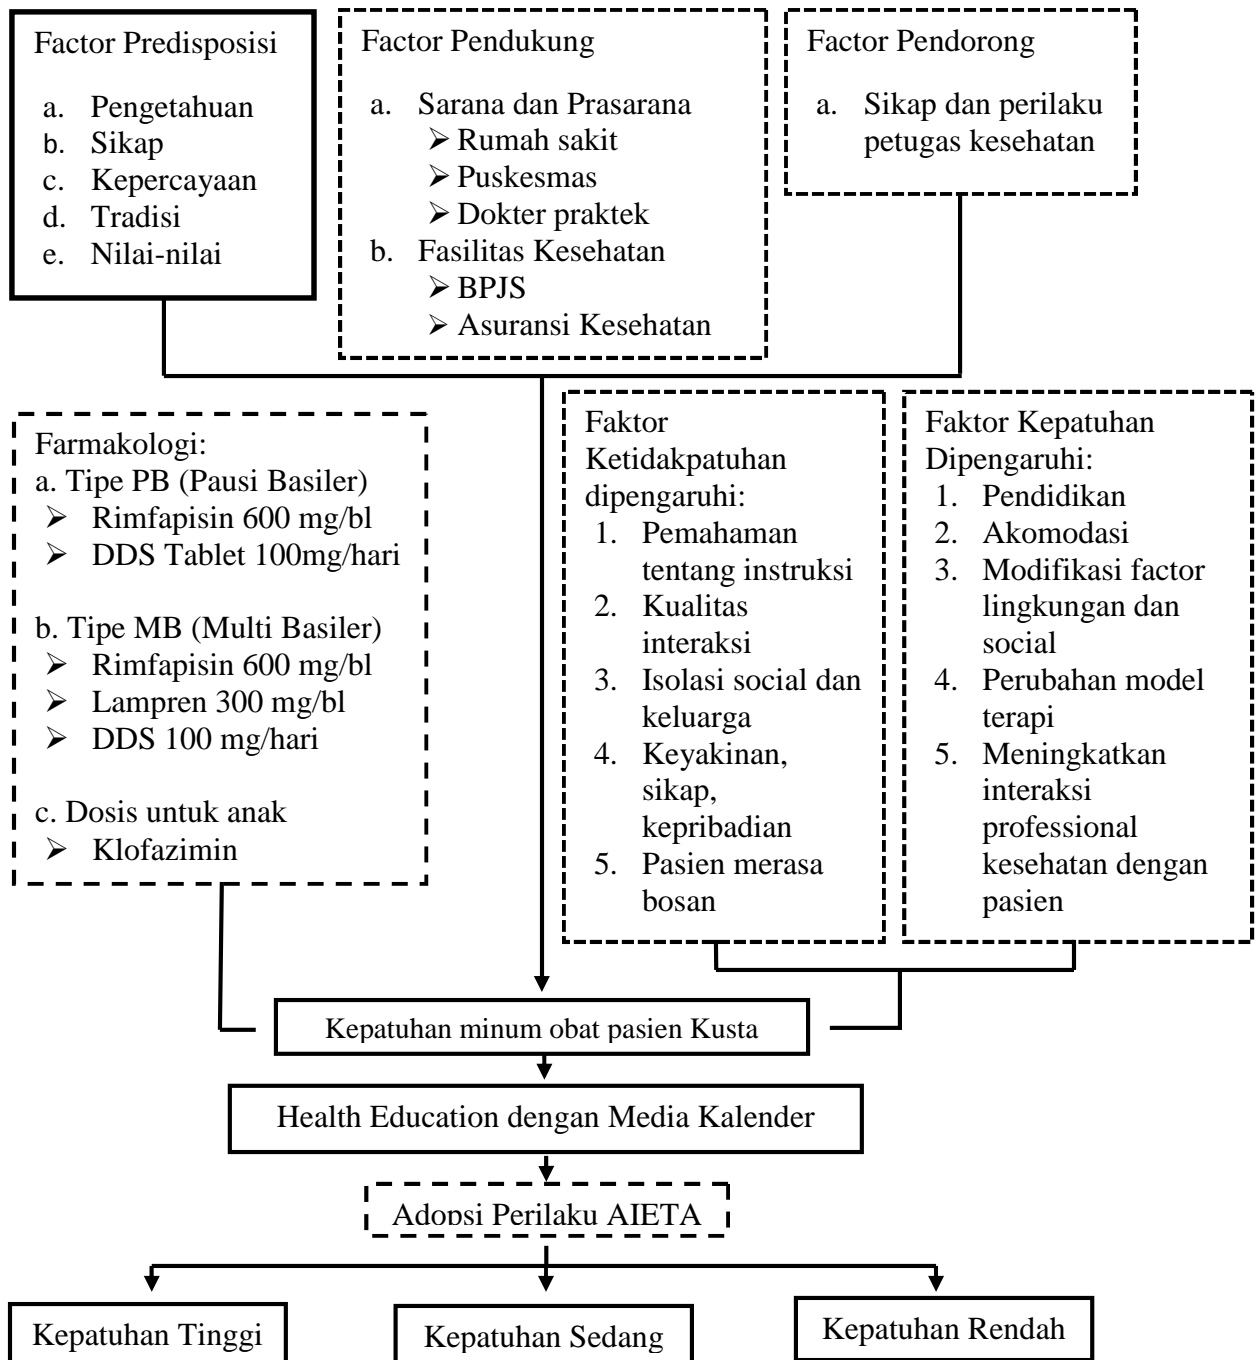 Factor Predisposisi
a. Pengetahuan
b. Sikap
c. Kepercayaan
d. Tradisi
e. Nilai-nilai
Factor Pendukung
a. Sarana dan Prasarana
➢ Rumah sakit
➢ Puskesmas
➢ Dokter praktek
b. Fasilitas Kesehatan
➢ BPJS
➢ Asuransi Kesehatan
Factor Pendorong
a. Sikap dan perilaku
petugas kesehatan
Farmakologi:
a. Tipe PB (Pausi Basiler)
➢ Rimfapisin 600 mg/bl
➢ DDS Tablet 100mg/hari
b. Tipe MB (Multi Basiler)
➢ Rimfapisin 600 mg/bl
➢ Lampren 300 mg/bl
➢ DDS 100 mg/hari
c. Dosis untuk anak
➢ Klofazimin
Faktor
Ketidakpatuhan
dipengaruhi:
1. Pemahaman
tentang instruksi
2. Kualitas
interaksi
3. Isolasi social dan
keluarga
4. Keyakinan,
sikap,
kepribadian
5. Pasien merasa
bosan
Faktor Kepatuhan
Dipengaruhi:
1. Pendidikan
2. Akomodasi
3. Modifikasi factor
lingkungan dan
social
4. Perubahan model
terapi
5. Meningkatkan
interaksi
professional
kesehatan dengan
pasien
Kepatuhan minum obat pasien Kusta
Health Education dengan Media Kalender
Adopsi Perilaku AIETA
Kepatuhan Tinggi
Kepatuhan Sedang
Kepatuhan Rendah